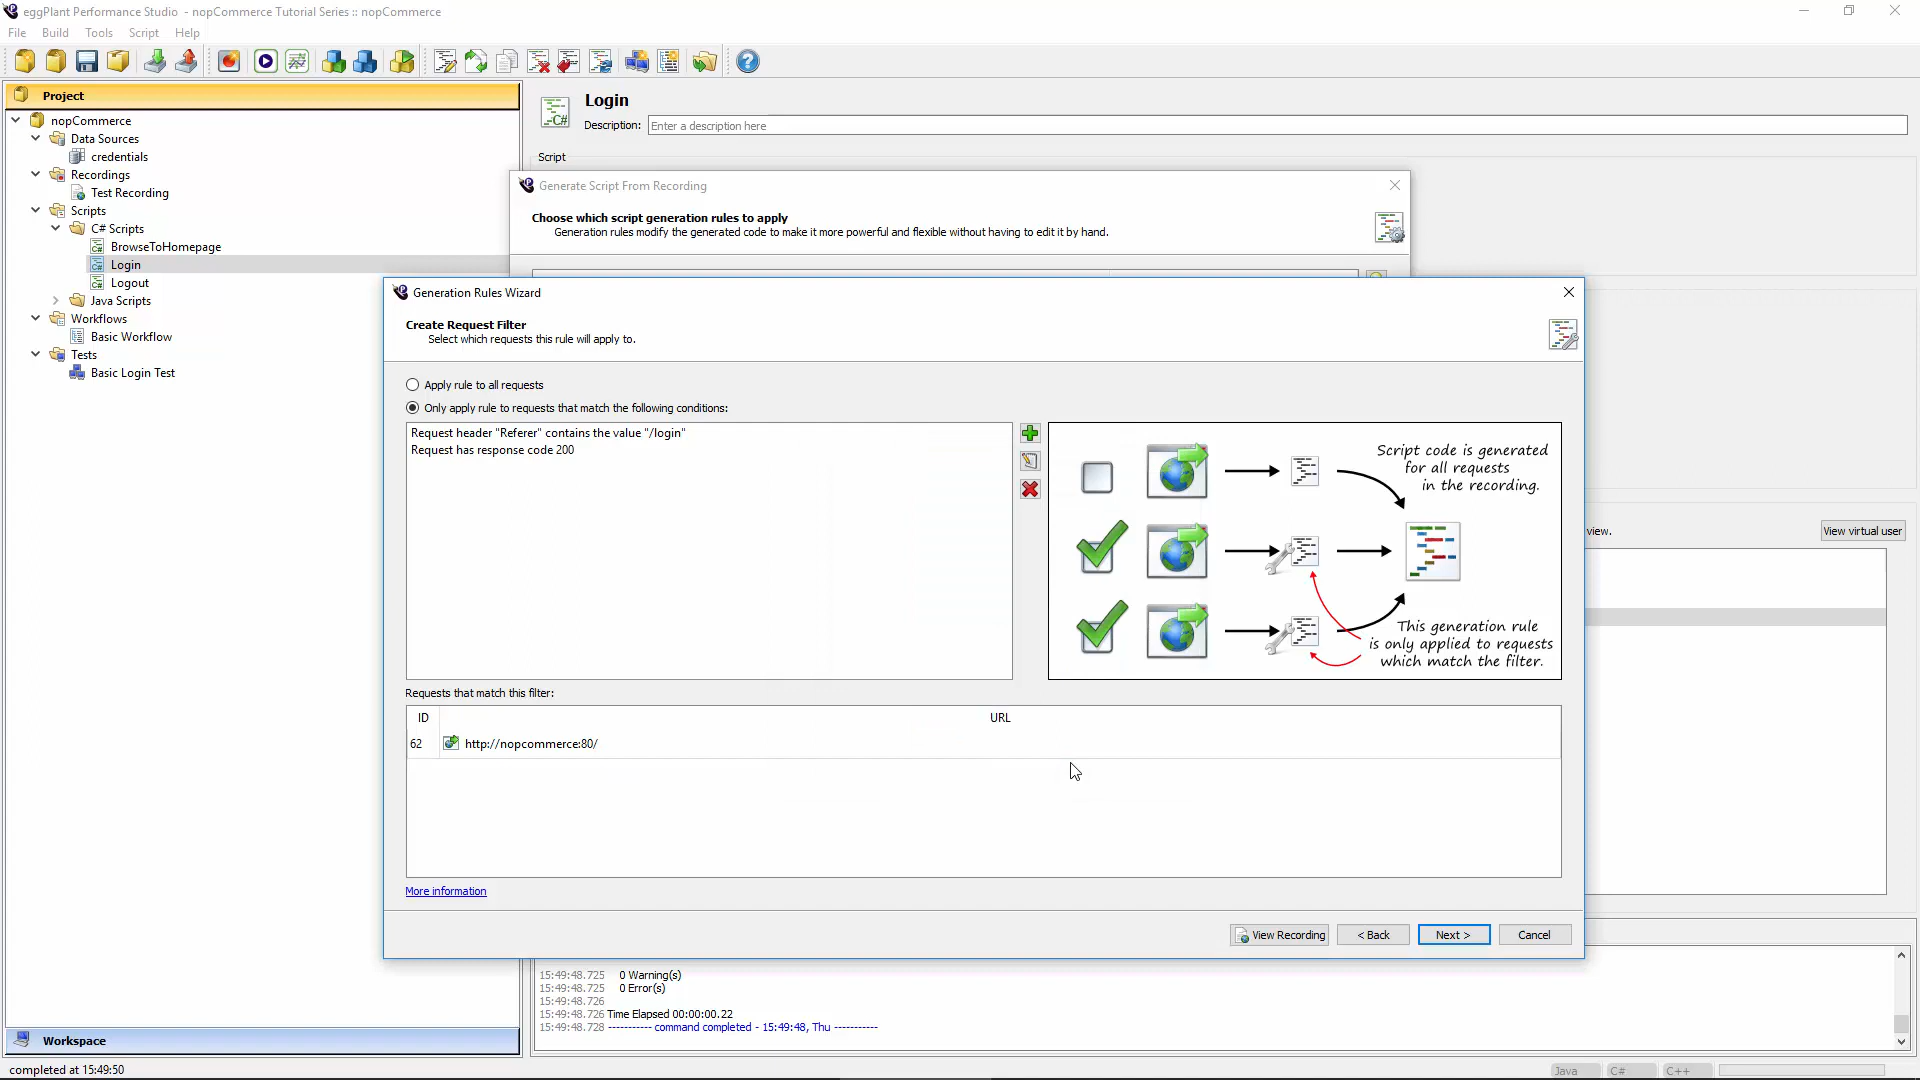 eggPlant Performance Studio - nopCommerce Tutorial Series :: nopCommerce
File Build Tools Script Help
Project
nopCommerce
Data Sources
credentials
Recordings
Test Recording
Scripts
C# Scripts
BrowseToHomepage
Login
Logout
Java Scripts
Workflows
Basic Workflow
Tests
Basic Login Test
Workspace
completed at 15:49:50
Login
Description: Enter a description here
Script
Generate Script From Recording
Choose which script generation rules to apply
Generation rules modify the generated code to make it more powerful and flexible without having to edit it by hand.
Generation Rules Wizard
Create Request Filter
Select which requests this rule will apply to.
Apply rule to all requests
Only apply rule to requests that match the following conditions:
Request header "Referer" contains the value "/login"
Request has response code 200
Script code is generated
for all requests
in the recording.
This generation rule
is only applied to requests
which match the filter.
Requests that match this filter:
ID URL
62 http://nopcommerce:80/
More information
View Recording < Back Next > Cancel
view. View virtual user
15:49:48.725 0 Warning(s)
15:49:48.725 0 Error(s)
15:49:48.726
15:49:48.726 Time Elapsed 00:00:00.22
15:49:48.728 ----------- command completed - 15:49:48, Thu -----------
Java C# C++